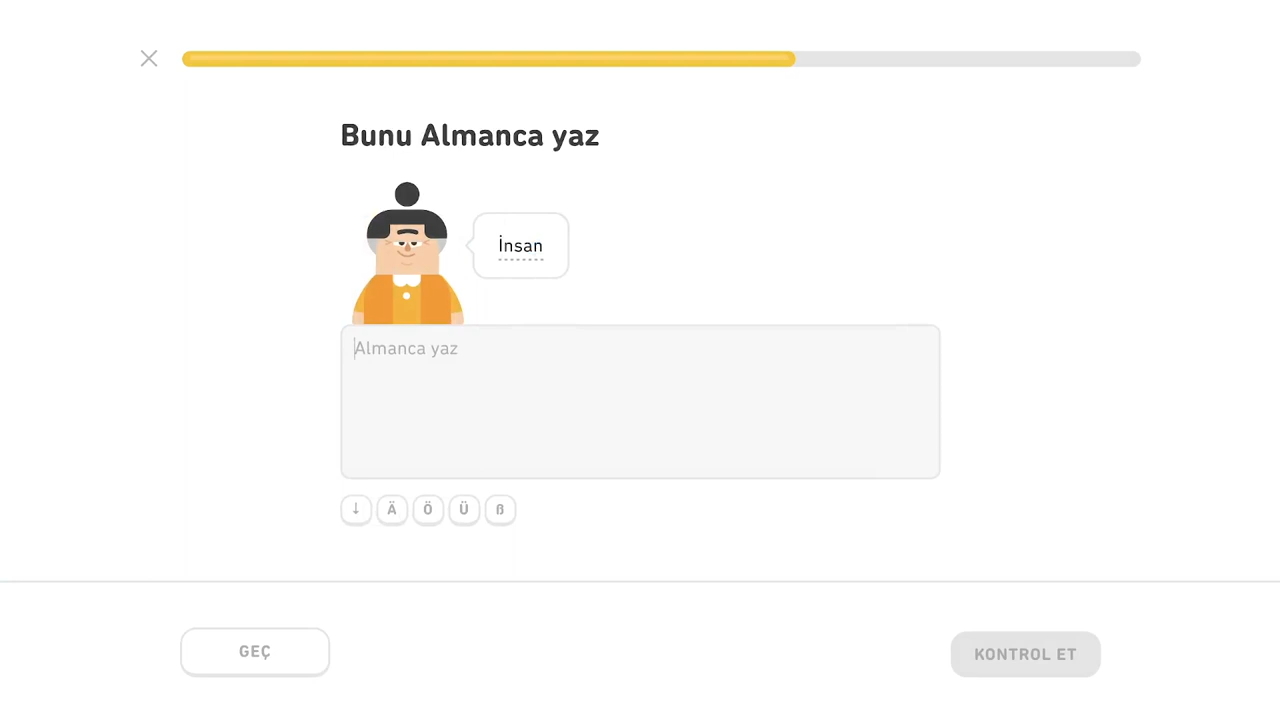 Bunu Almanca yaz
İnsan
Almanca yaz
↓ Ä Ö Ü ß
GEÇ
KONTROL ET